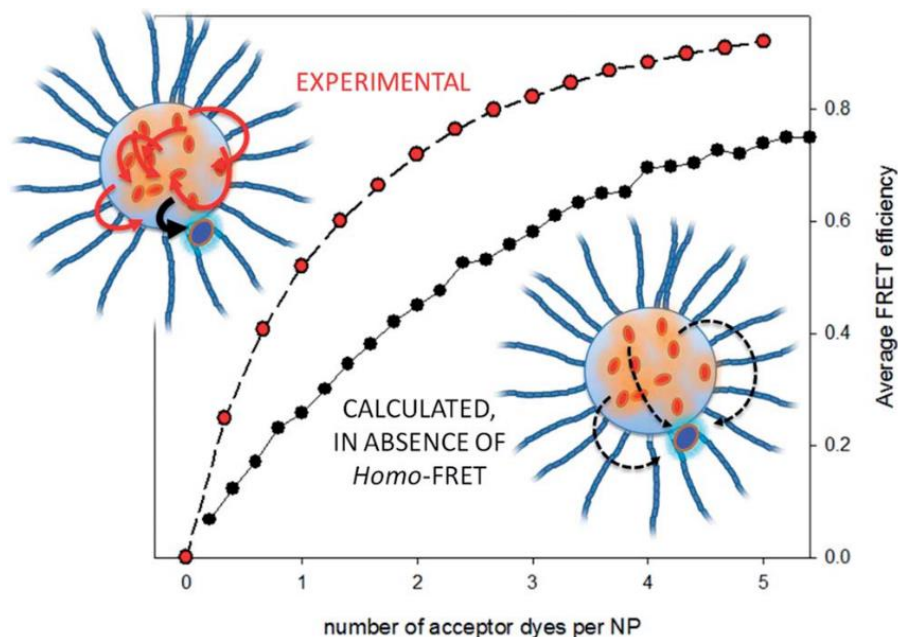 EXPERIMENTAL
CALCULATED,
IN ABSENCE OF
Homo-FRET
0.8
0.6
0.4
0.2
0.0
Average FRET efficiency
0 1 2 3 4 5
number of acceptor dyes per NP